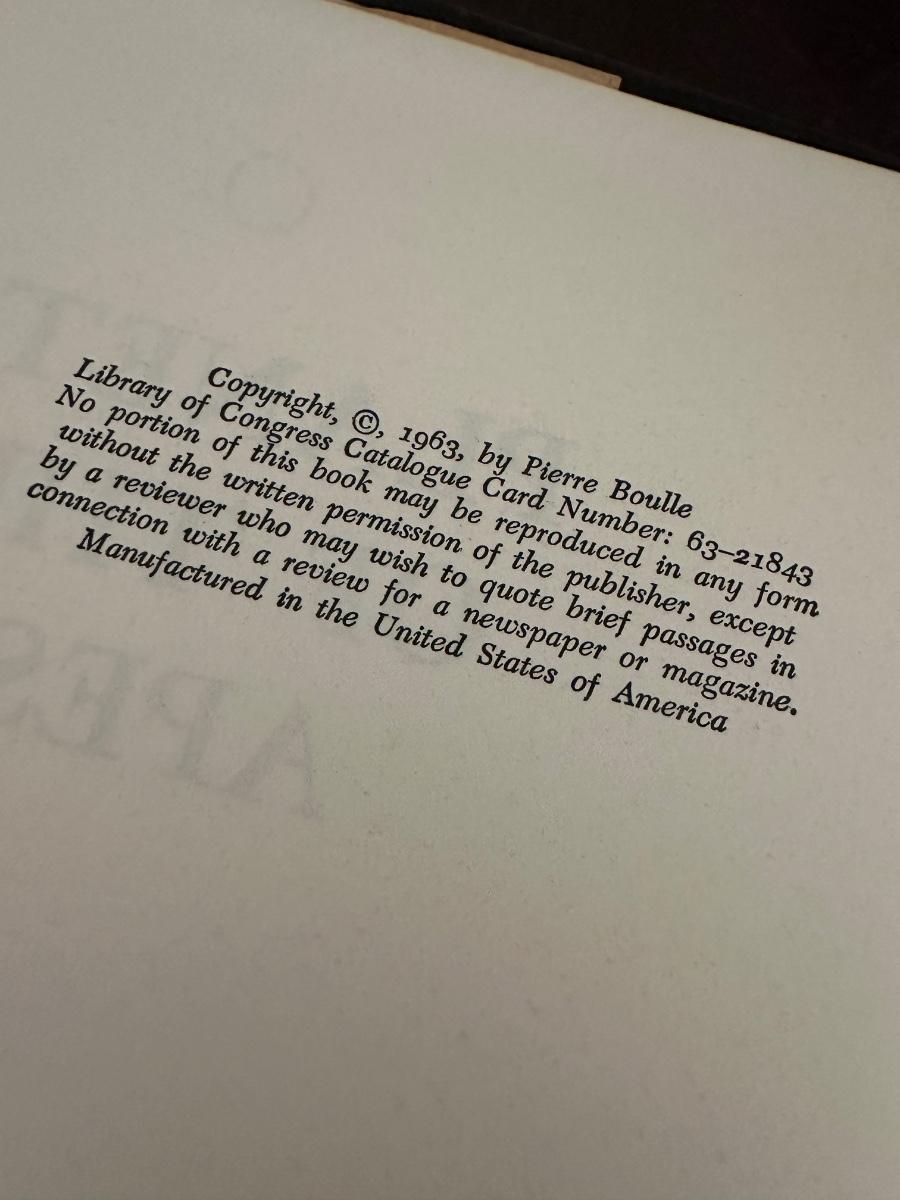 Copyright, ©, 1963, by Pierre Boulle
Library of Congress Catalogue Card Number: 63–21843
No portion of this book may be reproduced in any form
without the written permission of the publisher, except
by a reviewer who may wish to quote brief passages in
connection with a review for a newspaper or magazine.
Manufactured in the United States of America
APES